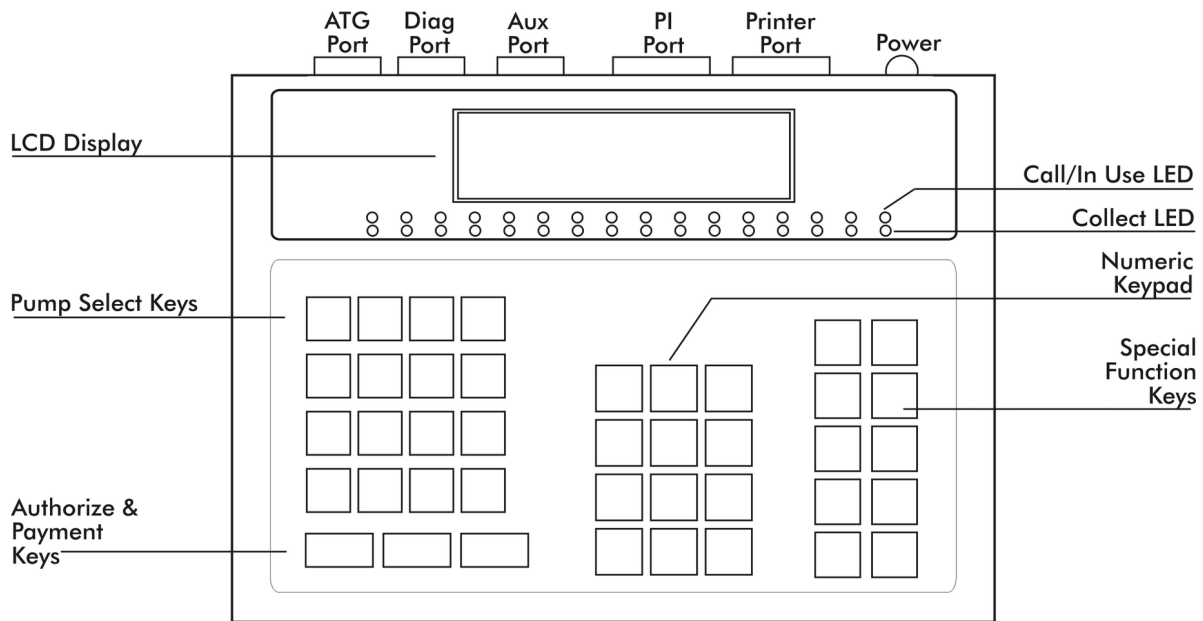 ATG
Port
Diag
Port
Aux
Port
PI
Port
Printer
Port
Power
LCD Display
Call/In Use LED
Collect LED
Numeric
Keypad
Pump Select Keys
Special
Function
Keys
Authorize &
Payment
Keys